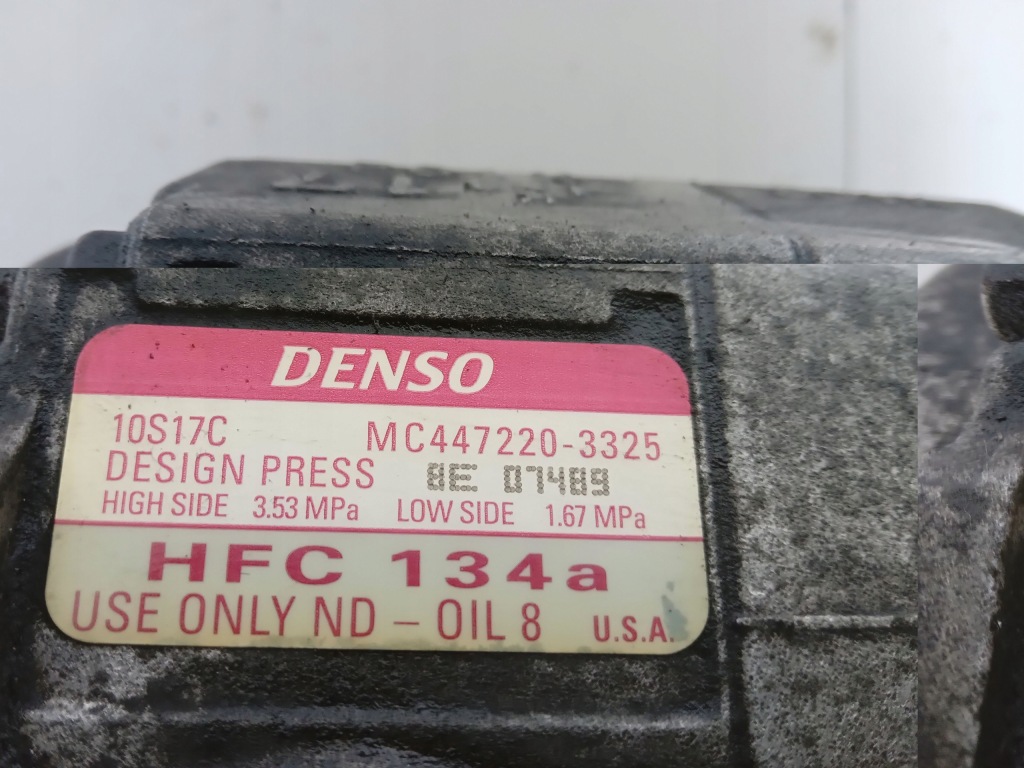 DENSO
10S17C MC447220-3325
DESIGN PRESS 8E 07489
HIGH SIDE 3.53 MPa LOW SIDE 1.67 MPa
HFC 134a
USE ONLY ND - OIL 8 U.S.A.